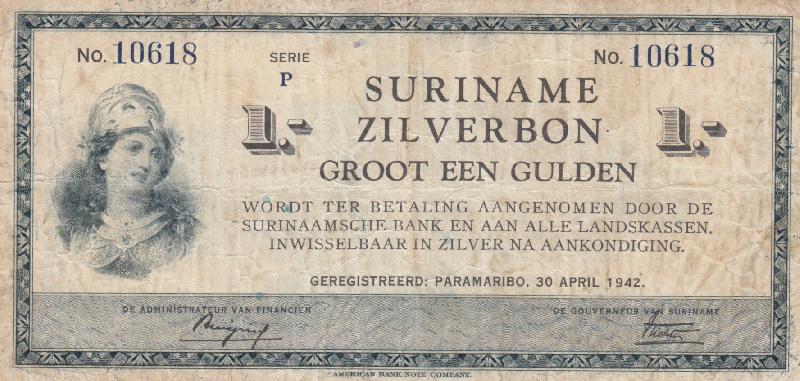 No. 10618 SERIE No. 10618
P
SURINAME
1.- ZILVERBON 1.-
GROOT EEN GULDEN
WORDT TER BETALING AANGENOMEN DOOR DE
SURINAAMSCHE BANK EN AAN ALLE LANDSKASSEN.
INWISSELBAAR IN ZILVER NA AANKONDIGING.
GEREGISTREERD: PARAMARIBO, 30 APRIL 1942.
DE ADMINISTRATEUR VAN FINANCIEN DE GOUVERNEUR VAN SURINAME
AMERICAN BANK NOTE COMPANY.